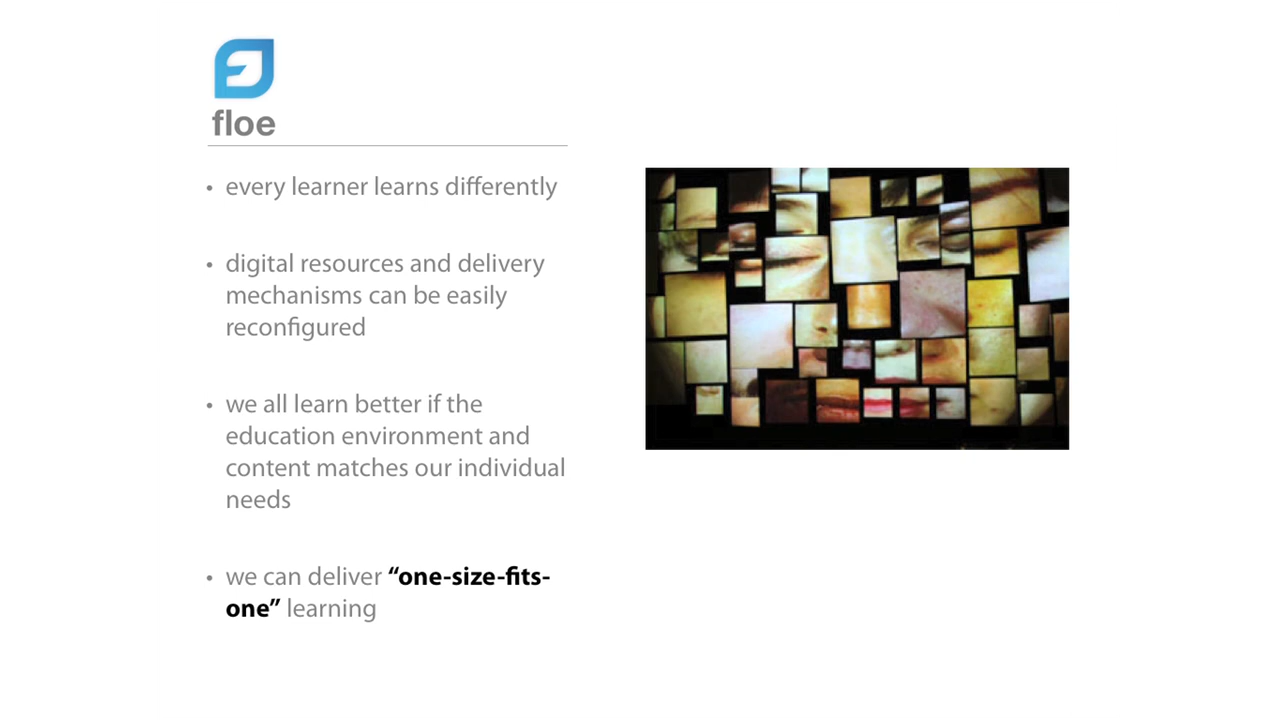 floe
• every learner learns differently
• digital resources and delivery
mechanisms can be easily
reconfigured
• we all learn better if the
education environment and
content matches our individual
needs
• we can deliver “one-size-fits-
one” learning